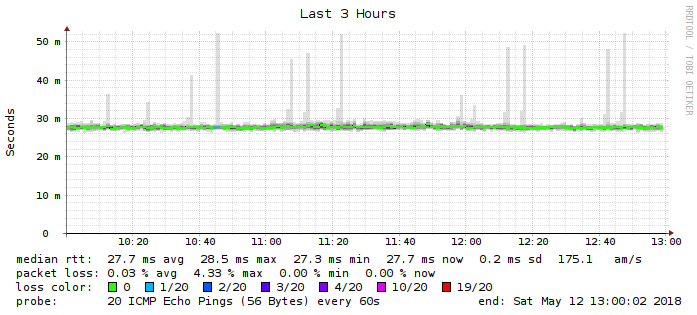 Last 3 Hours
RRDTOOL / TOBI OETIKER
Seconds
50 m
40 m
30 m
20 m
10 m
0
10:20 10:40 11:00 11:20 11:40 12:00 12:20 12:40 13:00
median rtt: 27.7 ms avg 28.5 ms max 27.3 ms min 27.7 ms now 0.2 ms sd 175.1 am/s
packet loss: 0.03 % avg 4.33 % max 0.00 % min 0.00 % now
loss color: 0 1/20 2/20 3/20 4/20 10/20 19/20
probe: 20 ICMP Echo Pings (56 Bytes) every 60s end: Sat May 12 13:00:02 2018